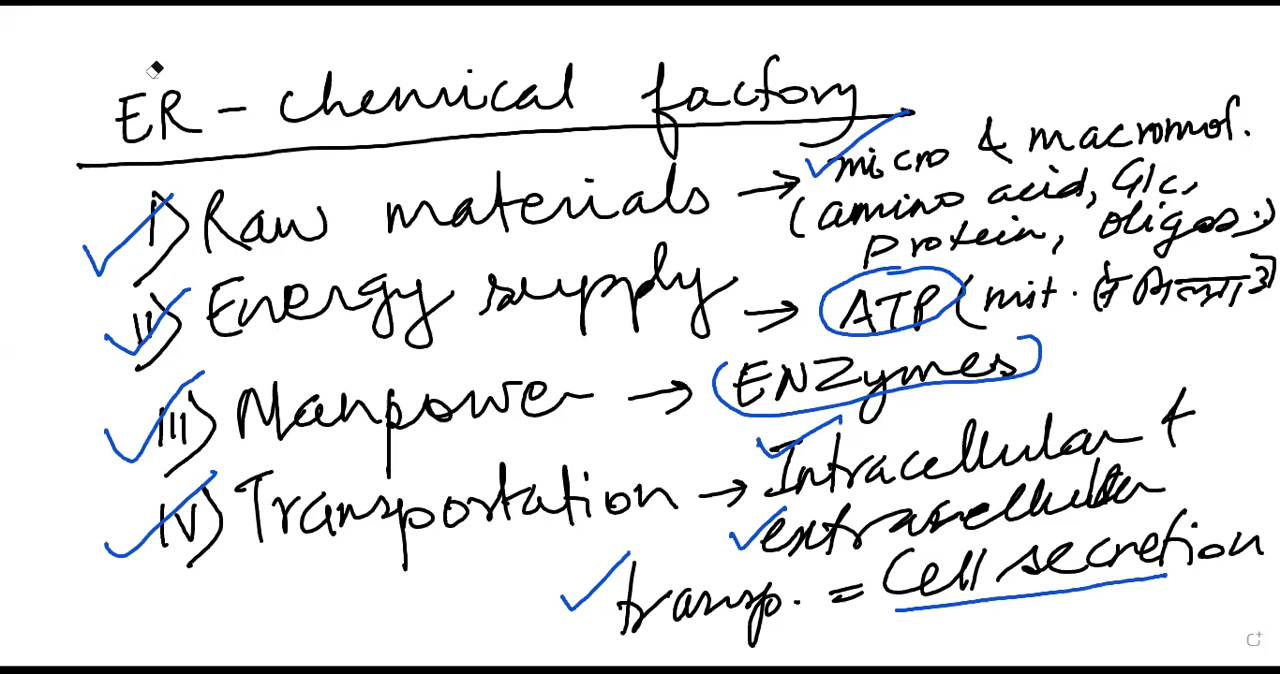 ER - chemical factory
I) Raw materials → micro & macromol.
(amino acid, Glc,
protein, oligos..)
II) Energy supply → ATP (mit.
III) Manpower → ENZymes
IV) Transportation → Intracellular +
extracellular
transp. = Cell secretion